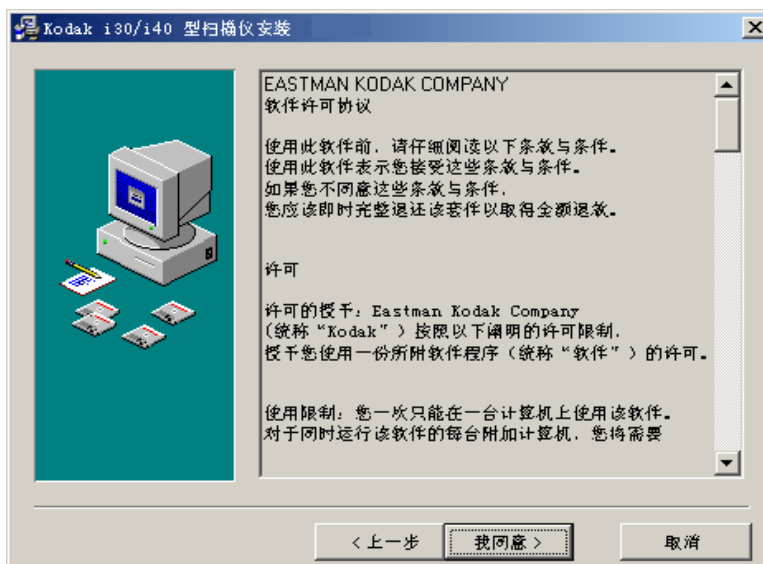 Kodak i30/i40 型扫描仪安装
EASTMAN KODAK COMPANY
软件许可协议
使用此软件前，请仔细阅读以下条款与条件。
使用此软件表示您接受这些条款与条件。
如果您不同意这些条款与条件，
您应该即时完整退还该套件以取得全额退款。
许可
许可的授予：Eastman Kodak Company
(统称“Kodak”) 按照以下阐明的许可限制，
授予您使用一份所附软件程序 (统称“软件”) 的许可。
使用限制：您一次只能在一台计算机上使用该软件。
对于同时运行该软件的每台附加计算机，您将需要
< 上一步
我同意 >
取消